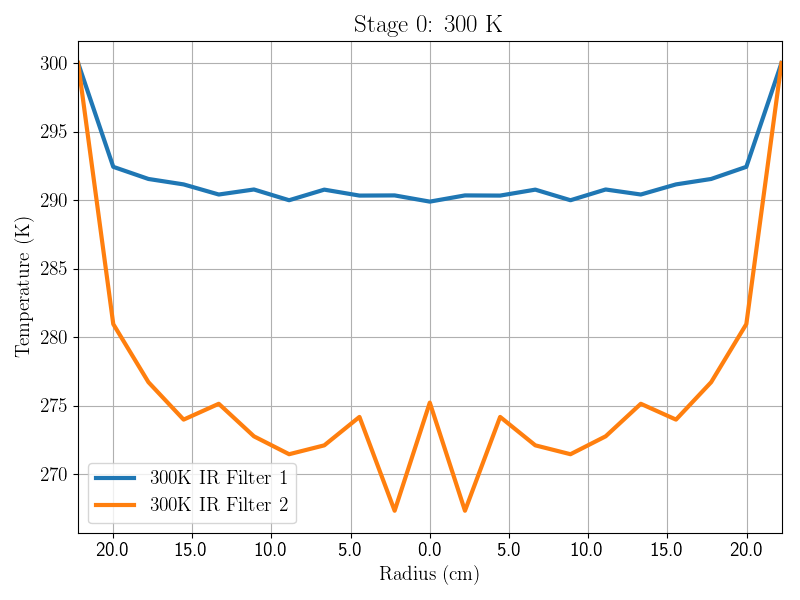 Stage 0: 300 K
Temperature (K)
300
295
290
285
280
275
270
300K IR Filter 1
300K IR Filter 2
20.0 15.0 10.0 5.0 0.0 5.0 10.0 15.0 20.0
Radius (cm)